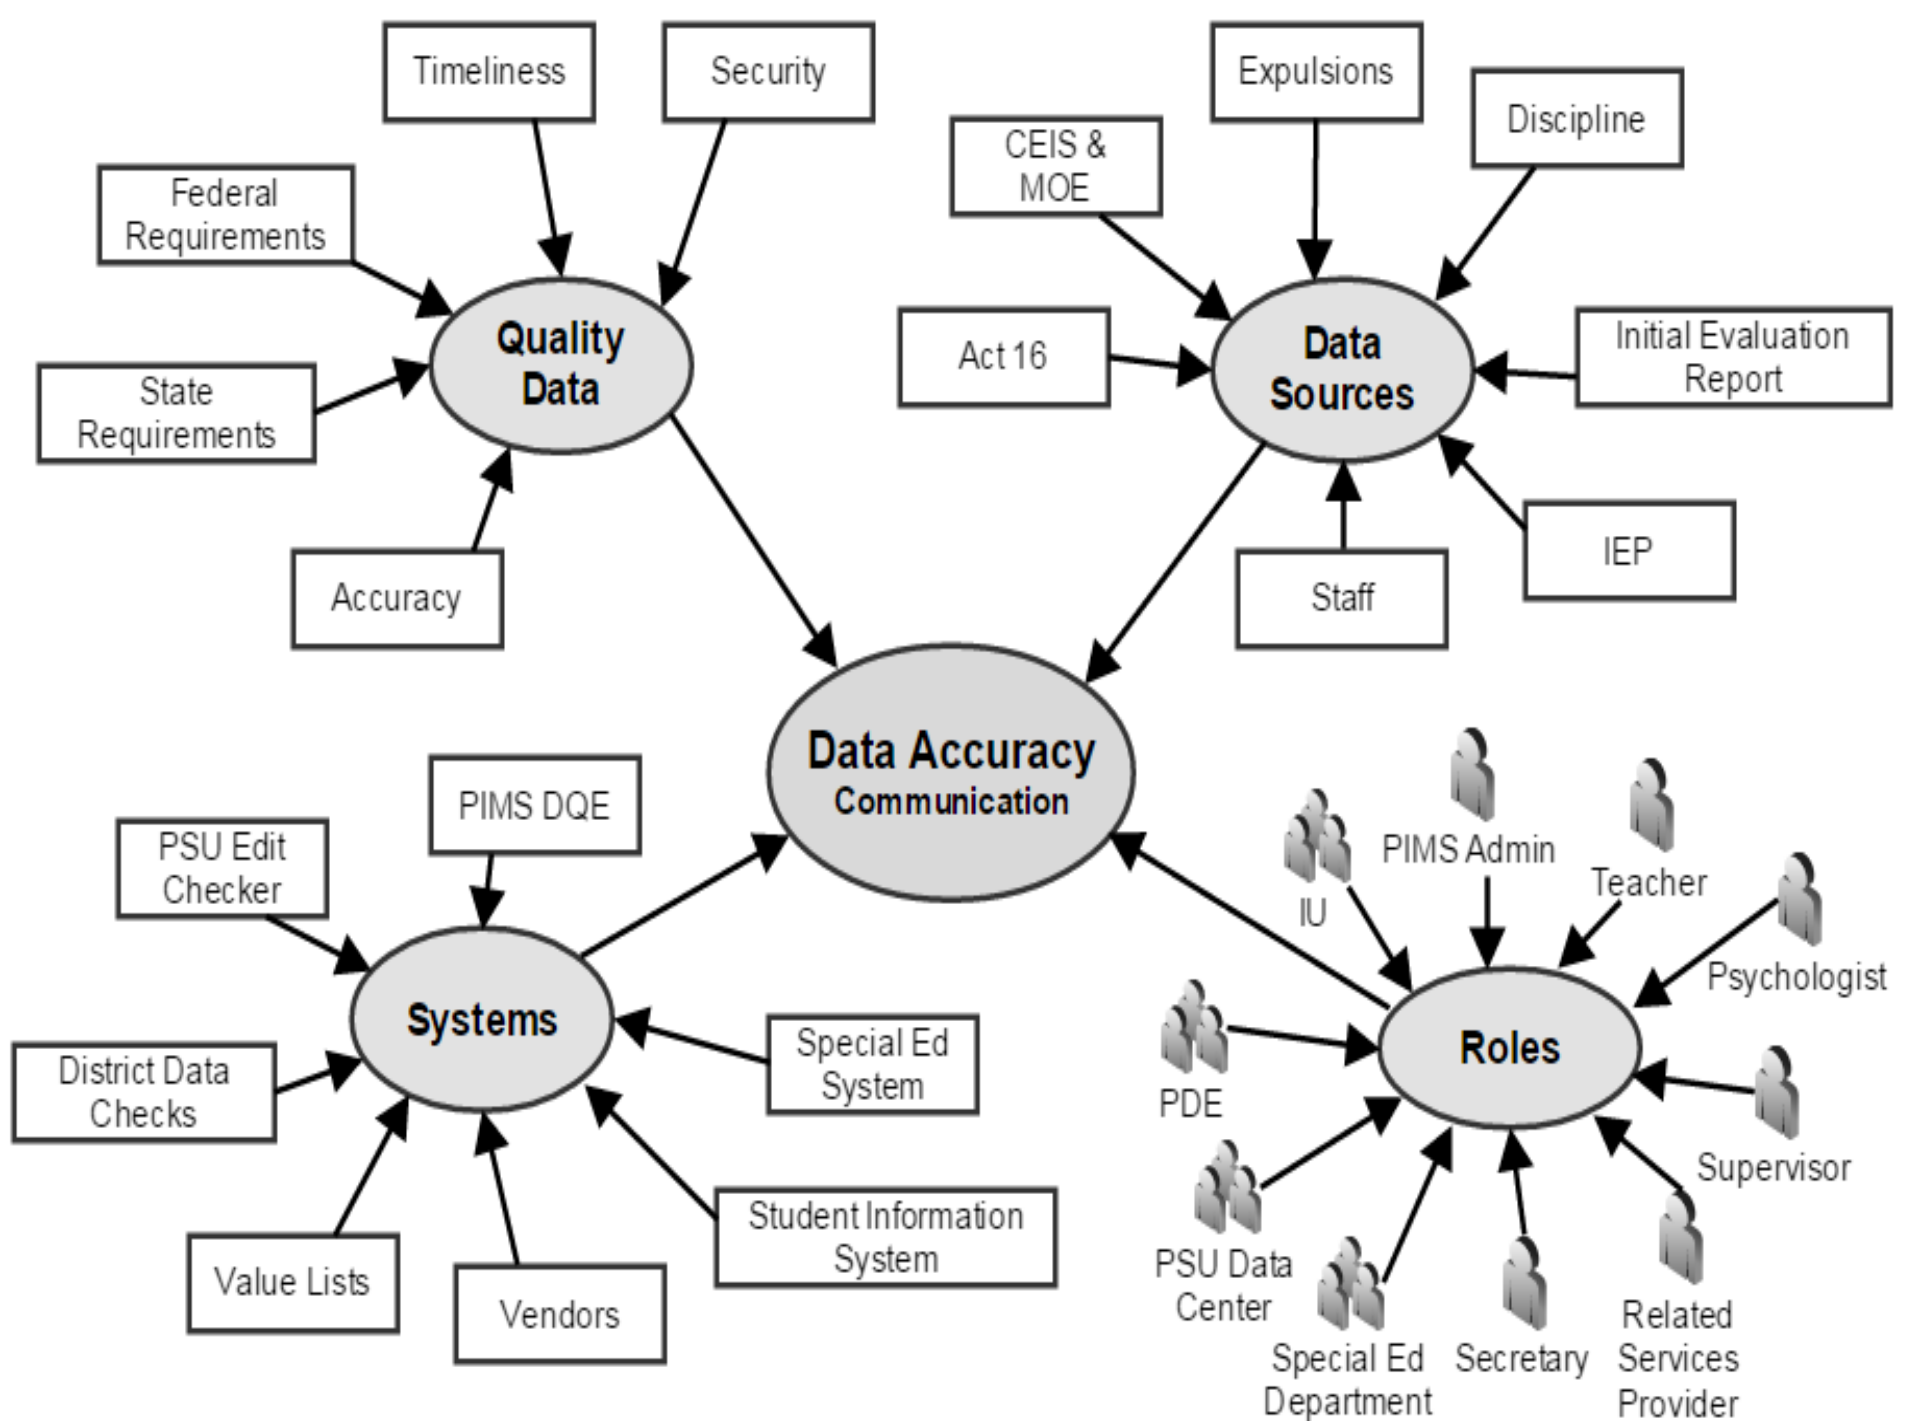 Timeliness
Security
Federal
Requirements
State
Requirements
Accuracy
Quality
Data
Expulsions
Discipline
CEIS &
MOE
Act 16
Data
Sources
Initial Evaluation
Report
IEP
Staff
Data Accuracy
Communication
PIMS DQE
PSU Edit
Checker
Systems
District Data
Checks
Special Ed
System
Value Lists
Vendors
Student Information
System
PIMS Admin
IU
Teacher
Psychologist
Roles
PDE
Supervisor
PSU Data
Center
Special Ed
Department
Secretary
Related
Services
Provider